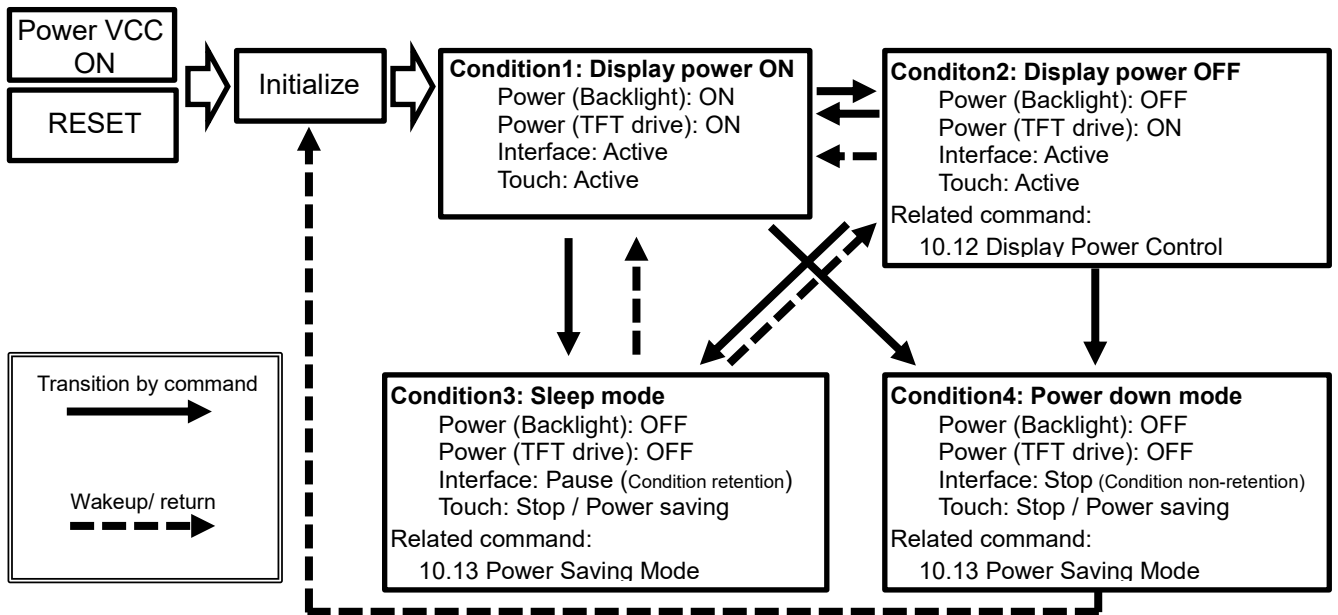 Power VCC
ON
RESET
Initialize
Condition1: Display power ON
Power (Backlight): ON
Power (TFT drive): ON
Interface: Active
Touch: Active
Conditon2: Display power OFF
Power (Backlight): OFF
Power (TFT drive): ON
Interface: Active
Touch: Active
Related command:
10.12 Display Power Control
Transition by command
Wakeup/ return
Condition3: Sleep mode
Power (Backlight): OFF
Power (TFT drive): OFF
Interface: Pause (Condition retention)
Touch: Stop / Power saving
Related command:
10.13 Power Saving Mode
Condition4: Power down mode
Power (Backlight): OFF
Power (TFT drive): OFF
Interface: Stop (Condition non-retention)
Touch: Stop / Power saving
Related command:
10.13 Power Saving Mode